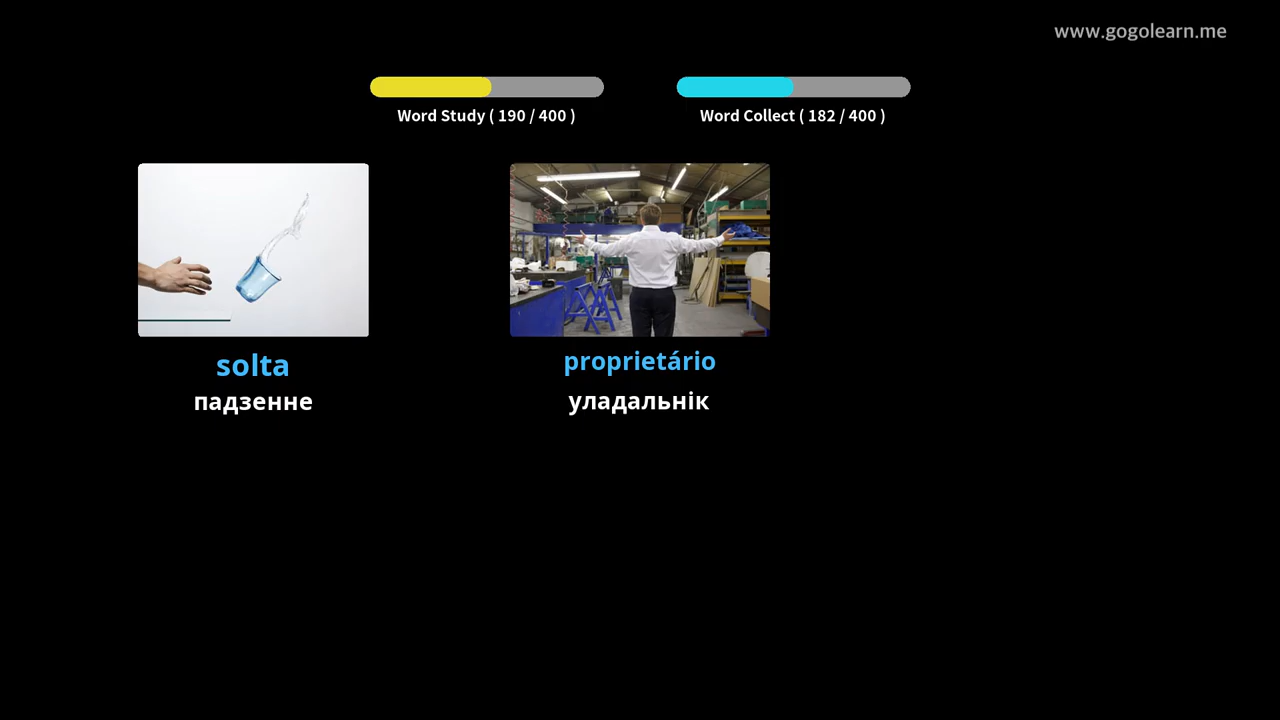 www.gogolearn.me
Word Study ( 190 / 400 )
Word Collect ( 182 / 400 )
solta
падзенне
proprietário
уладальнік